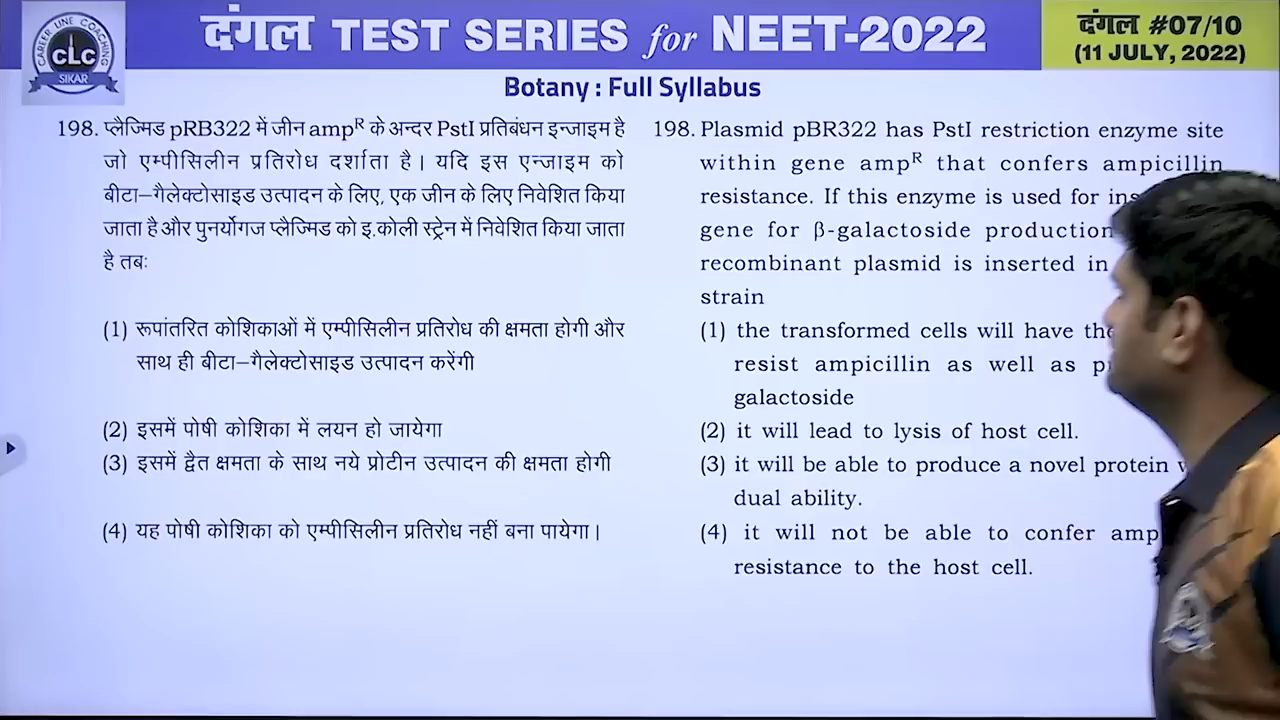 CAREER LINE COACHING
CLC
SIKAR
दंगल TEST SERIES for NEET-2022
दंगल #07/10
(11 JULY, 2022)
Botany : Full Syllabus
198. प्लैज्मिड pRB322 में जीन ampR के अन्दर PstI प्रतिबंधन इन्जाइम है
जो एम्पीसिलीन प्रतिरोध दर्शाता है। यदि इस एन्जाइम को
बीटा–गैलेक्टोसाइड उत्पादन के लिए, एक जीन के लिए निवेशित किया
जाता है और पुनर्योगज प्लैज्मिड को इ.कोली स्ट्रेन में निवेशित किया जाता
है तबः
(1) रूपांतरित कोशिकाओं में एम्पीसिलीन प्रतिरोध की क्षमता होगी और
साथ ही बीटा–गैलेक्टोसाइड उत्पादन करेंगी
(2) इसमें पोषी कोशिका में लयन हो जायेगा
(3) इसमें द्वैत क्षमता के साथ नये प्रोटीन उत्पादन की क्षमता होगी
(4) यह पोषी कोशिका को एम्पीसिलीन प्रतिरोध नहीं बना पायेगा।
198. Plasmid pBR322 has PstI restriction enzyme site
within gene ampR that confers ampicillin
resistance. If this enzyme is used for
gene for β-galactoside production
recombinant plasmid is inserted in
strain
(1) the transformed cells will have
resist ampicillin as well as
galactoside
(2) it will lead to lysis of host cell.
(3) it will be able to produce a novel protein
dual ability.
(4) it will not be able to confer
resistance to the host cell.